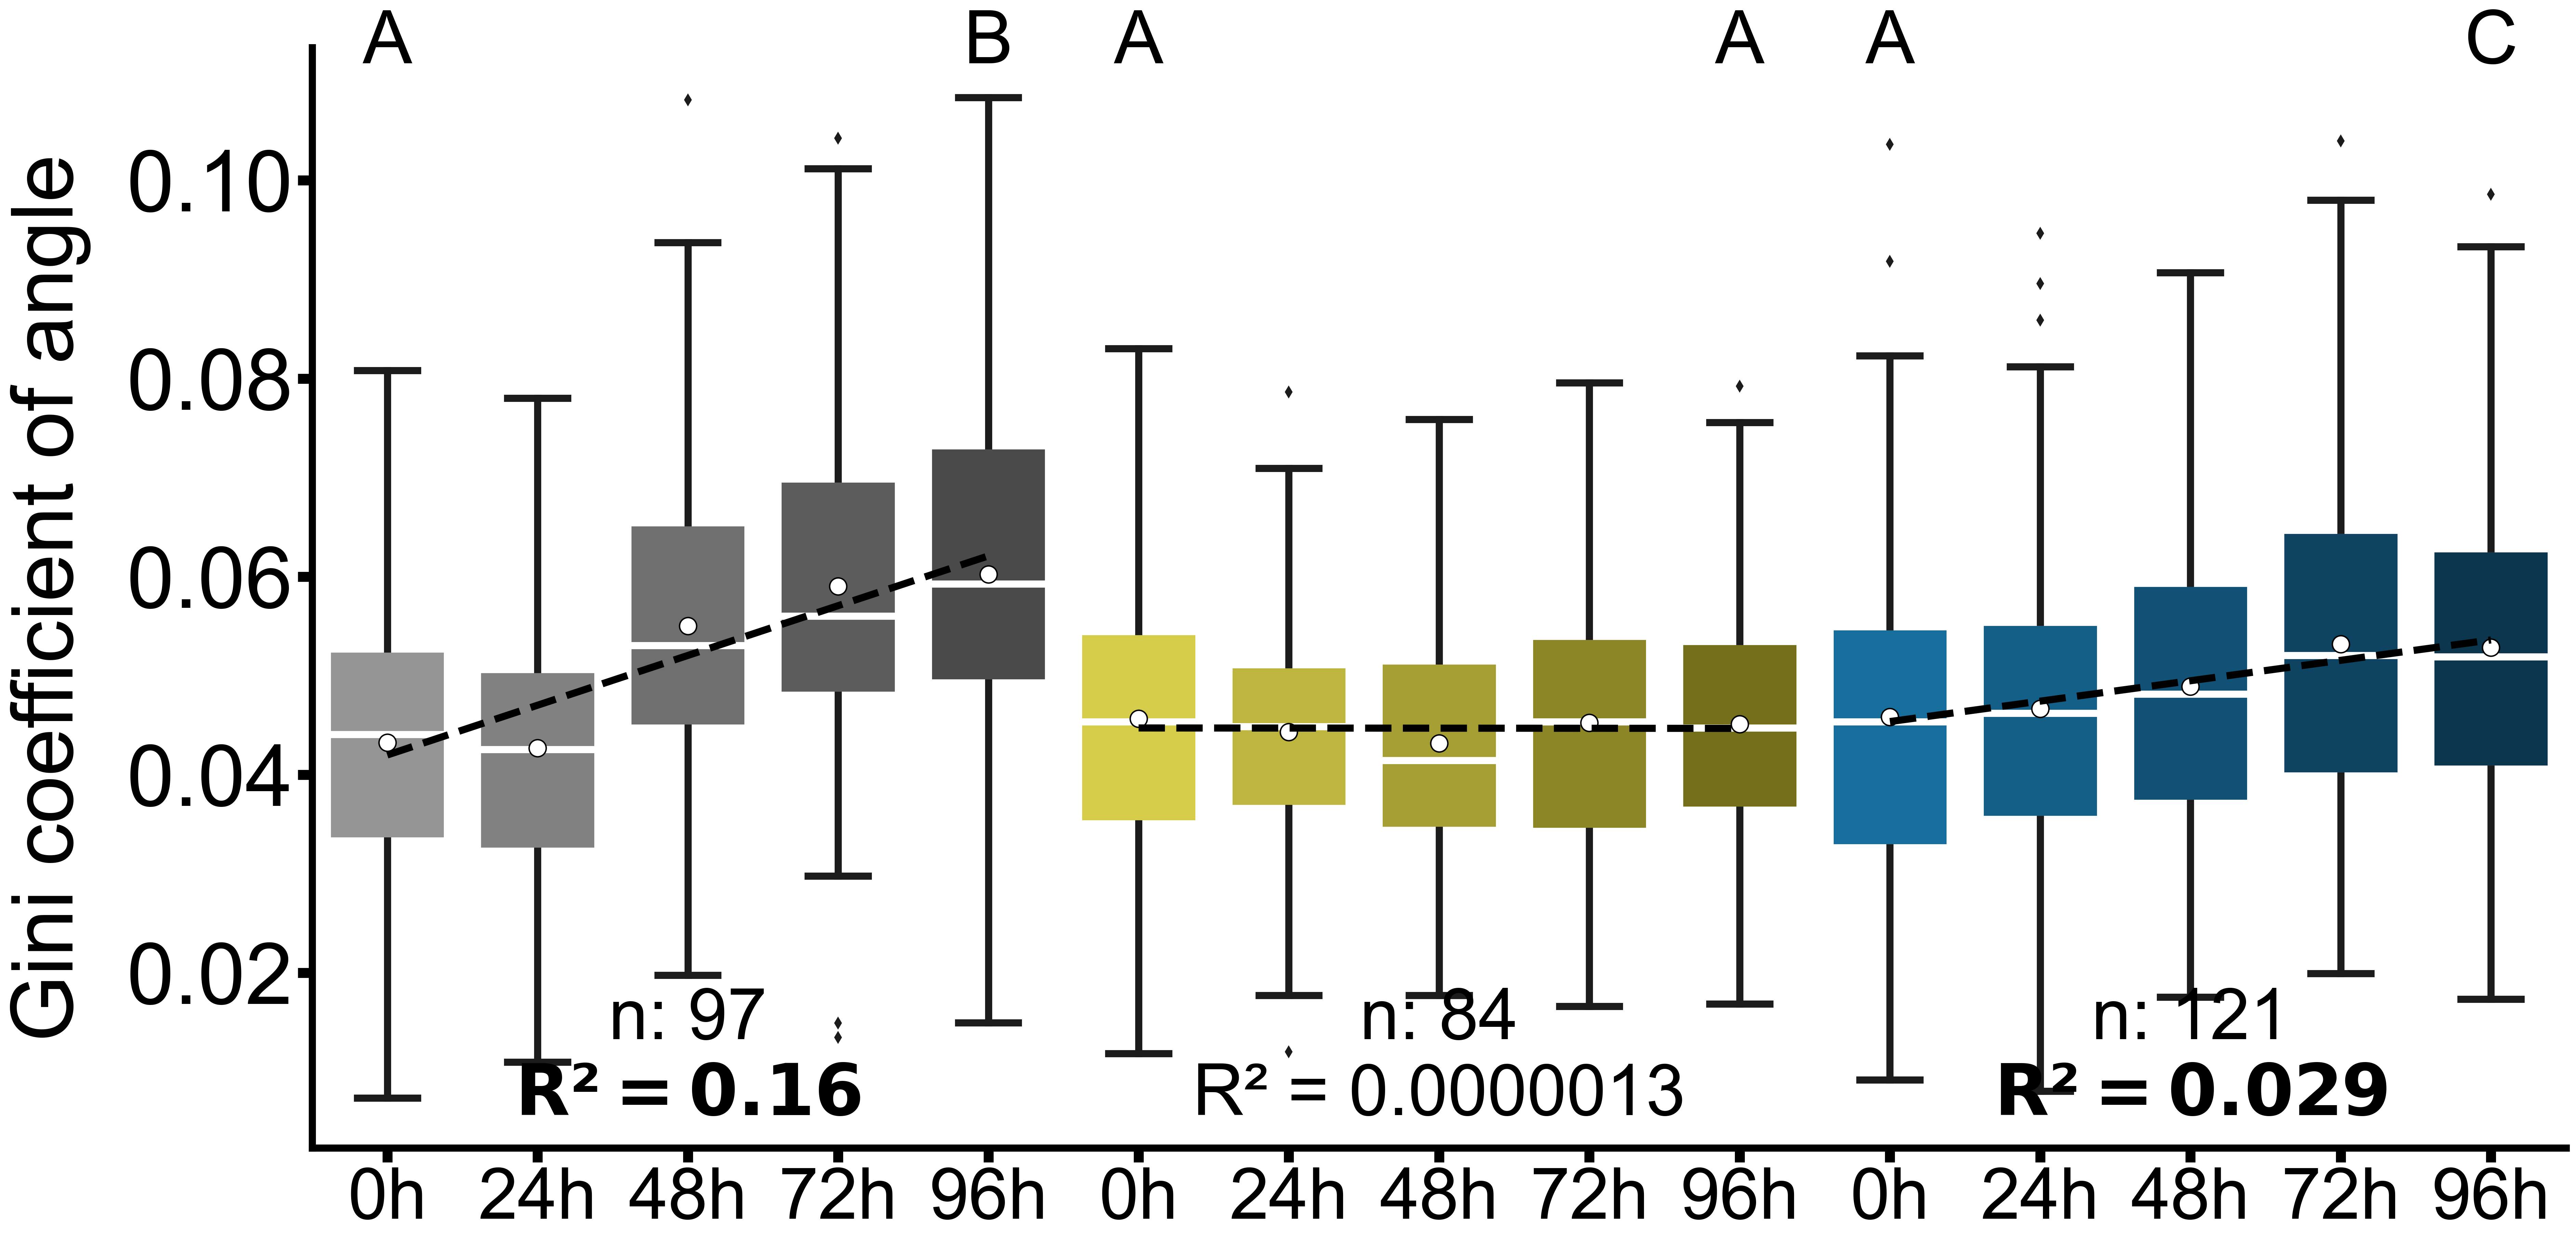 A B A A A C
Gini coefficient of angle
0.10
0.08
0.06
0.04
0.02
n: 97
R² = 0.16
n: 84
R² = 0.0000013
n: 121
R² = 0.029
0h 24h 48h 72h 96h 0h 24h 48h 72h 96h 0h 24h 48h 72h 96h